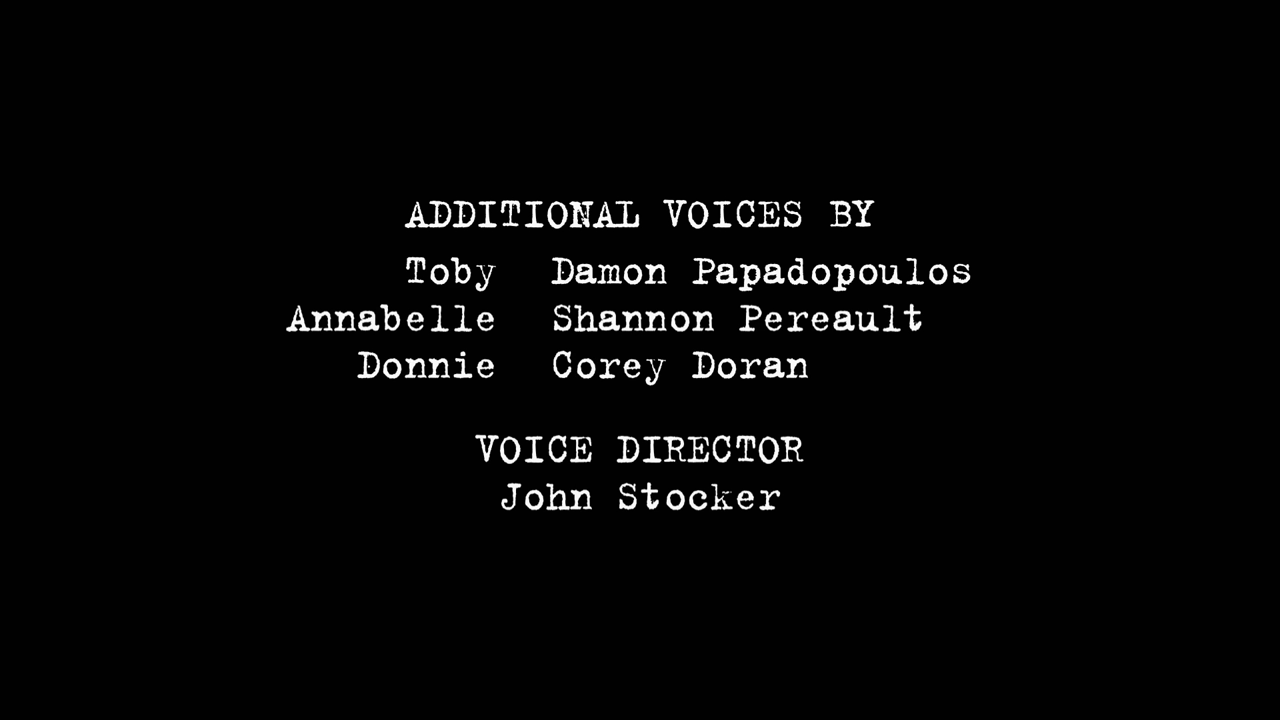 ADDITIONAL VOICES BY
Toby Damon Papadopoulos
Annabelle Shannon Pereault
Donnie Corey Doran
VOICE DIRECTOR
John Stocker